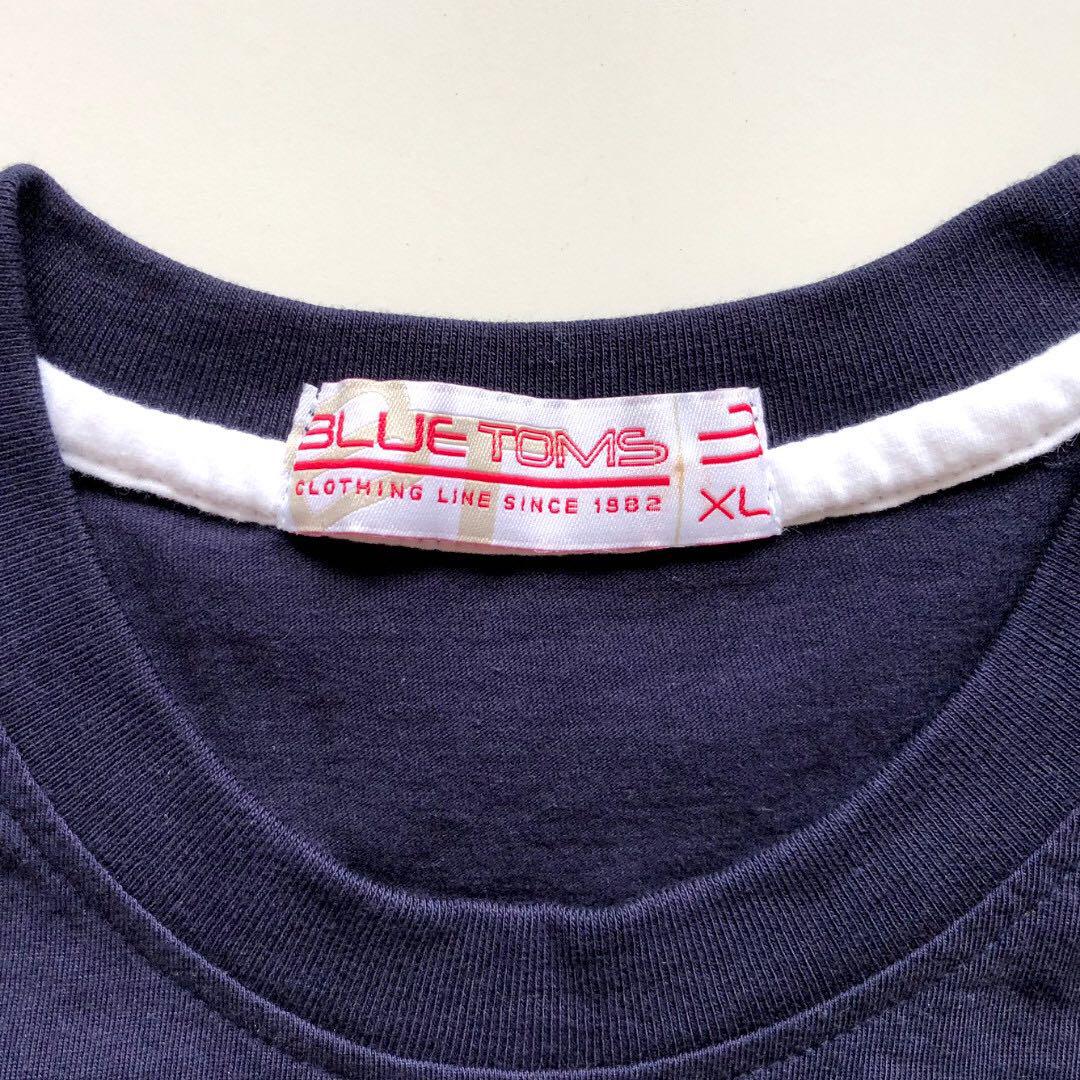 BLUE TOMS
CLOTHING LINE SINCE 1982
XL